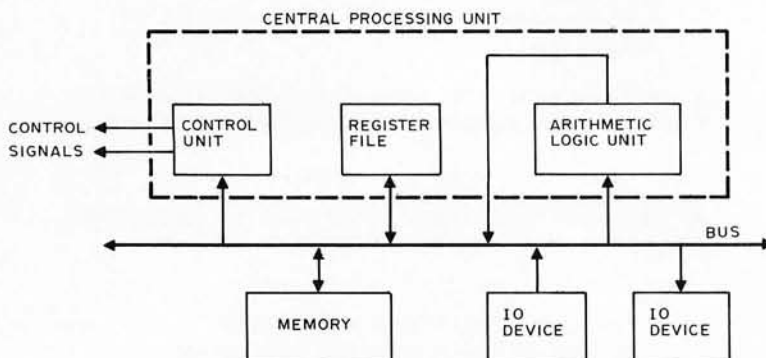 CENTRAL PROCESSING UNIT
CONTROL
SIGNALS
CONTROL
UNIT
REGISTER
FILE
ARITHMETIC
LOGIC UNIT
BUS
MEMORY
IO
DEVICE
IO
DEVICE